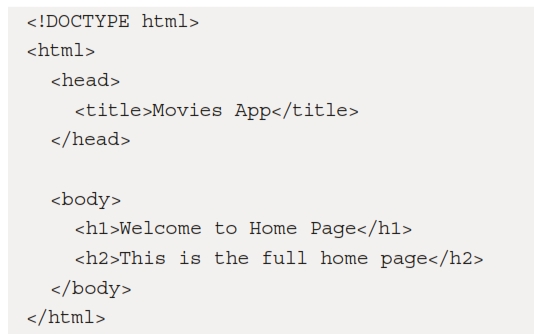 <!DOCTYPE html>
<html>
<head>
<title>Movies App</title>
</head>
<body>
<h1>Welcome to Home Page</h1>
<h2>This is the full home page</h2>
</body>
</html>